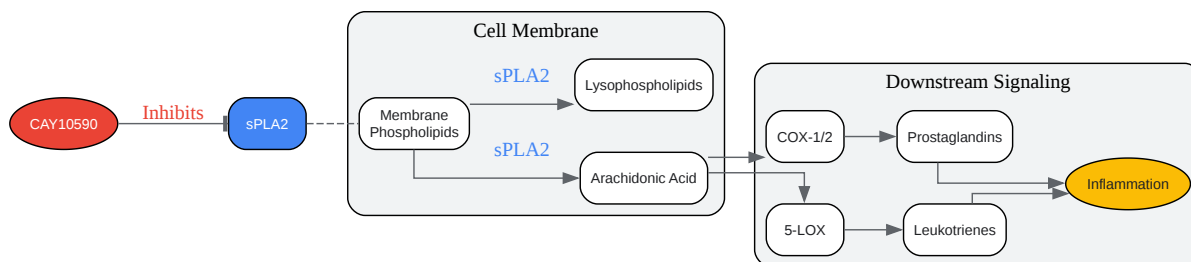 Cell Membrane
sPLA2
Lysophospholipids
Downstream Signaling
CAY10590
Inhibits
sPLA2
Membrane
Phospholipids
sPLA2
Arachidonic Acid
COX-1/2
Prostaglandins
Inflammation
5-LOX
Leukotrienes